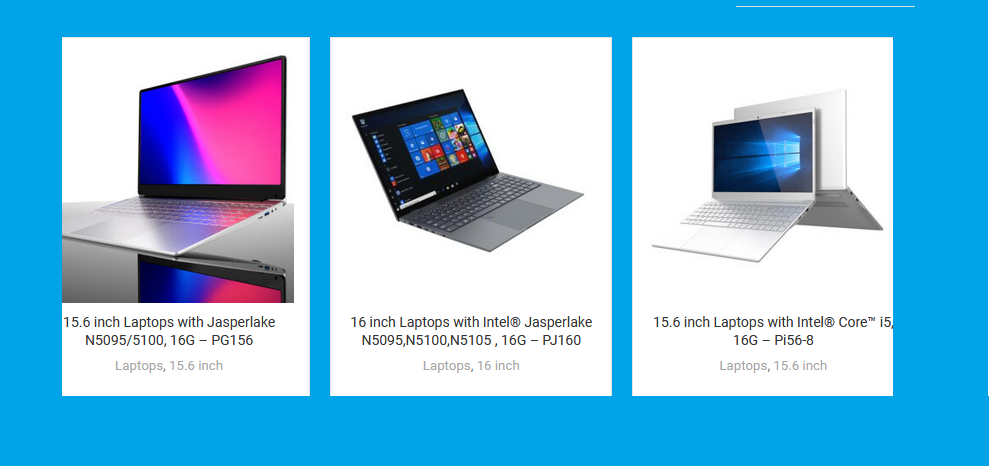 15.6 inch Laptops with Jasperlake
N5095/5100, 16G – PG156
Laptops, 15.6 inch
16 inch Laptops with Intel® Jasperlake
N5095,N5100,N5105 , 16G – PJ160
Laptops, 16 inch
15.6 inch Laptops with Intel® Core™ i5,
16G – Pi56-8
Laptops, 15.6 inch